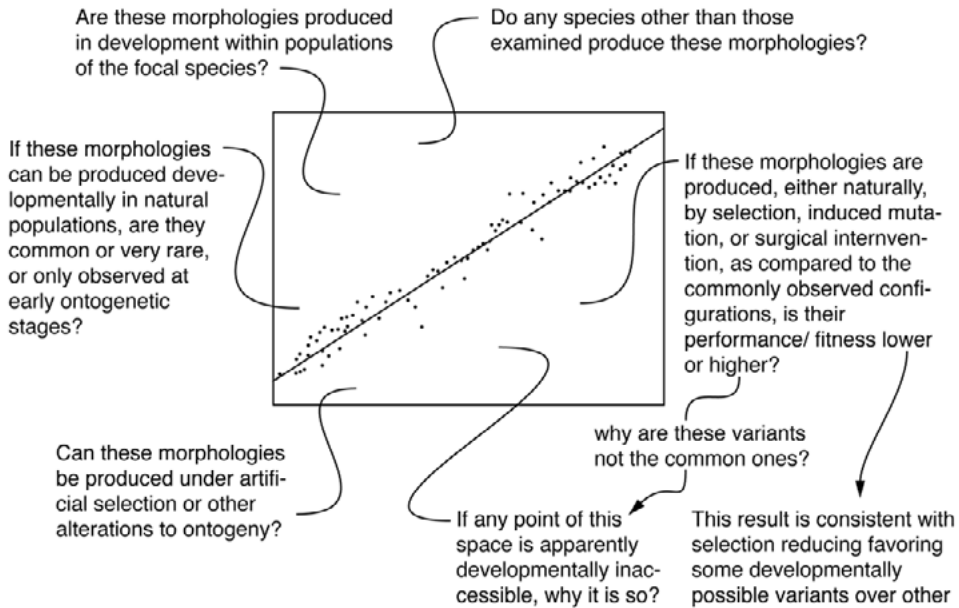 Are these morphologies produced
in development within populations
of the focal species?
Do any species other than those
examined produce these morphologies?
If these morphologies
can be produced deve-
lopmentally in natural
populations, are they
common or very rare,
or only observed at
early ontogenetic
stages?
If these morphologies are
produced, either naturally,
by selection, induced muta-
tion, or surgical internven-
tion, as compared to the
commonly observed confi-
gurations, is their
performance/ fitness lower
or higher?
Can these morphologies
be produced under artifi-
cial selection or other
alterations to ontogeny?
why are these variants
not the common ones?
If any point of this
space is apparently
developmentally inac-
cessible, why it is so?
This result is consistent with
selection reducing favoring
some developmentally
possible variants over other